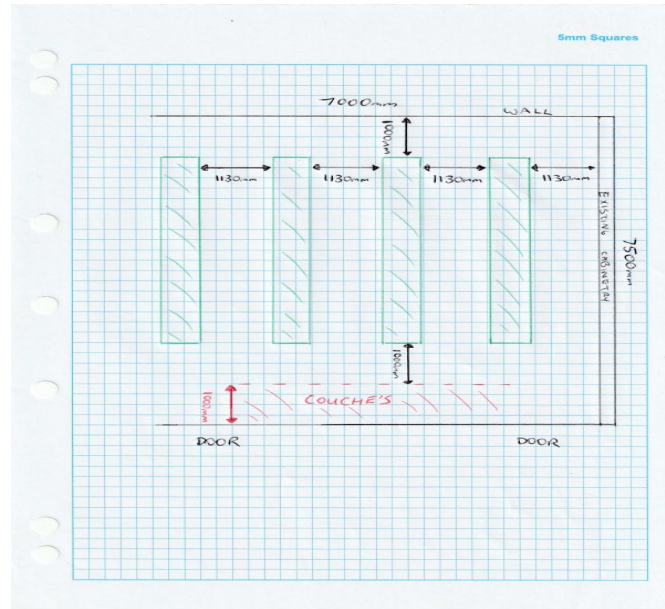 5mm Squares
7000mm
WALL
1000mm
1130mm
1130mm
1130mm
1130mm
EXISTING CABINETRY
7500mm
1000mm
1000mm
COUCHE'S
DOOR
DOOR